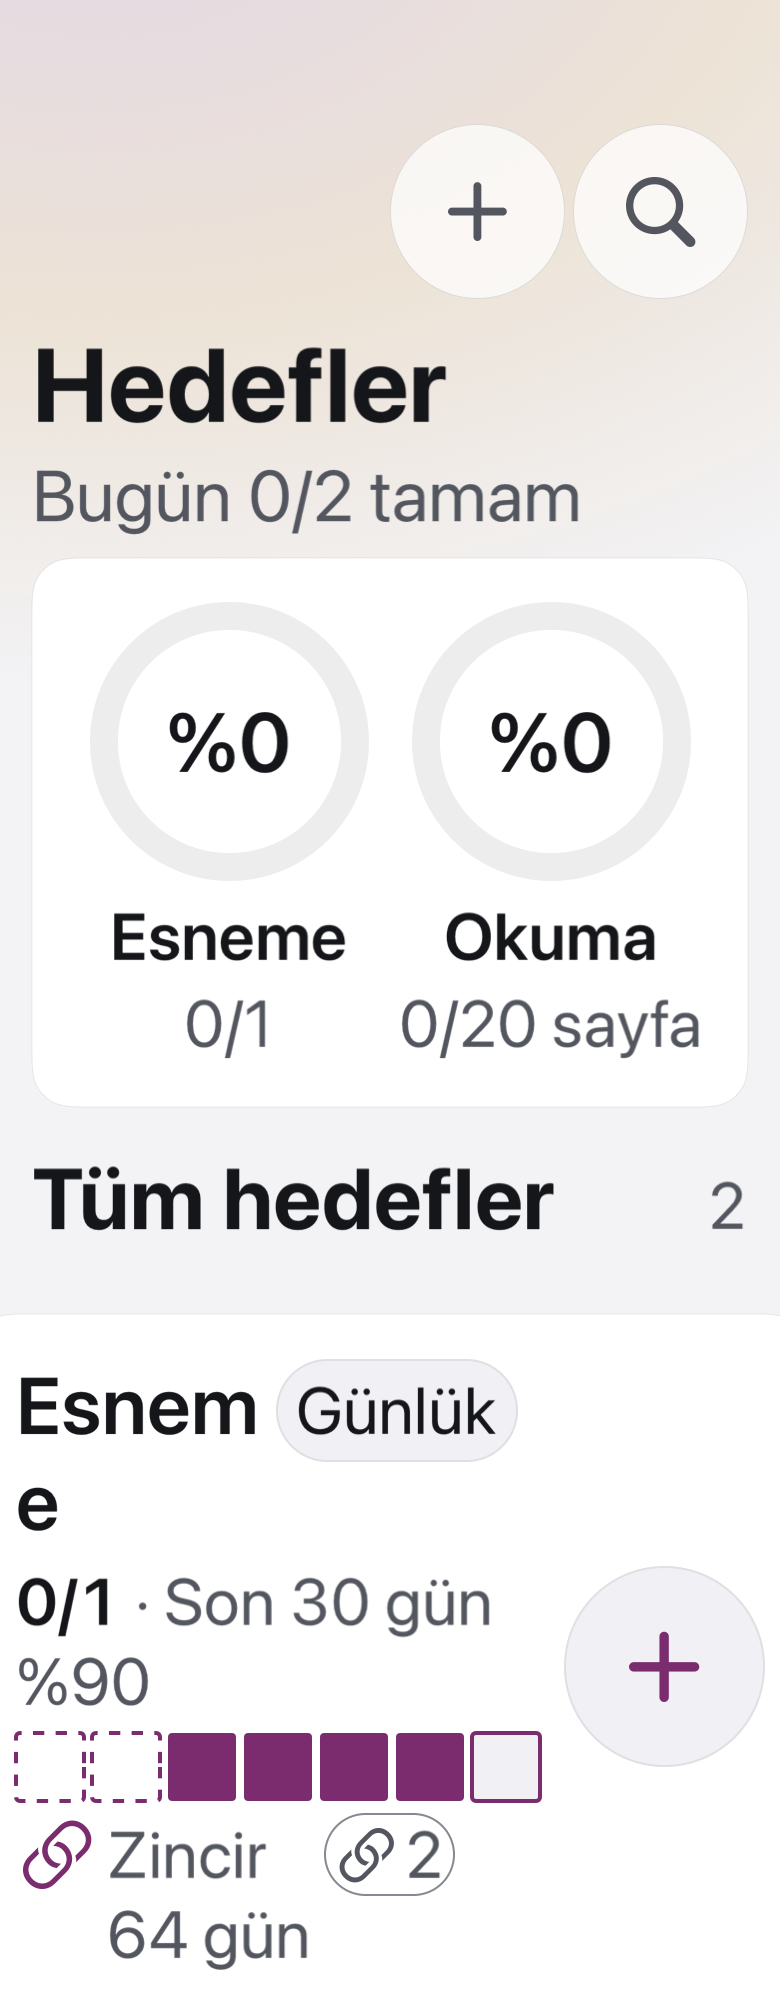 Hedefler
Bugün 0/2 tamam
%0 %0
Esneme Okuma
0/1 0/20 sayfa
Tüm hedefler 2
Esnem Günlük
e
0/1 · Son 30 gün
%90
Zincir 2
64 gün